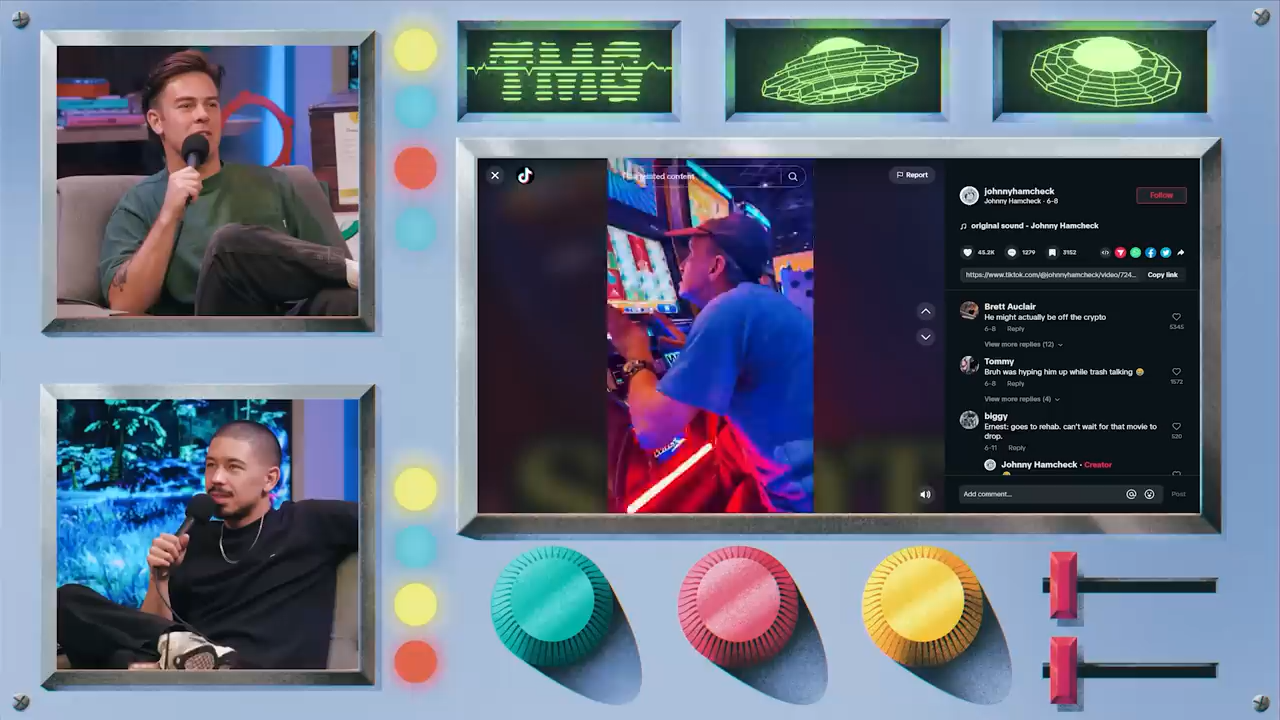 TMG
Find related content
Report
johnnyhamcheck
Johnny Hamcheck · 6-8
Follow
original sound - Johnny Hamcheck
45.2K
1279
3152
https://www.tiktok.com/@johnnyhamcheck/video/724...
Copy link
Brett Auclair
He might actually be off the crypto
6-8 Reply
5345
View more replies (12)
Tommy
Bruh was hyping him up while trash talking 😂
6-8 Reply
1572
View more replies (4)
biggy
Ernest: goes to rehab. can't wait for that movie to
drop.
6-11 Reply
520
Johnny Hamcheck · Creator
Add comment...
Post